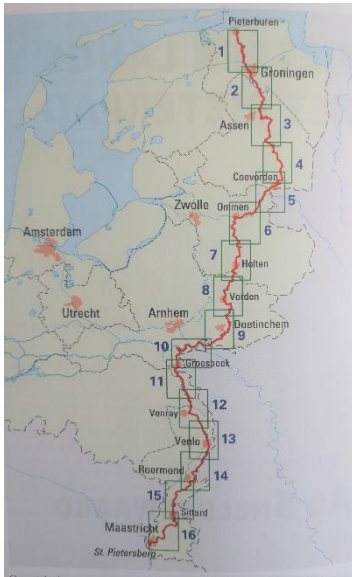 Pieterburen
1
Groningen
2
Assen
3
4
Coevorden
5
Zwolle
Ommen
6
Amsterdam
7
Holten
8
Vorden
Utrecht
Arnhem
Doetinchem
9
10
Groesbeek
11
12
Venray
Venlo
13
Roermond
14
15
Sittard
Maastricht
16
St. Pietersberg